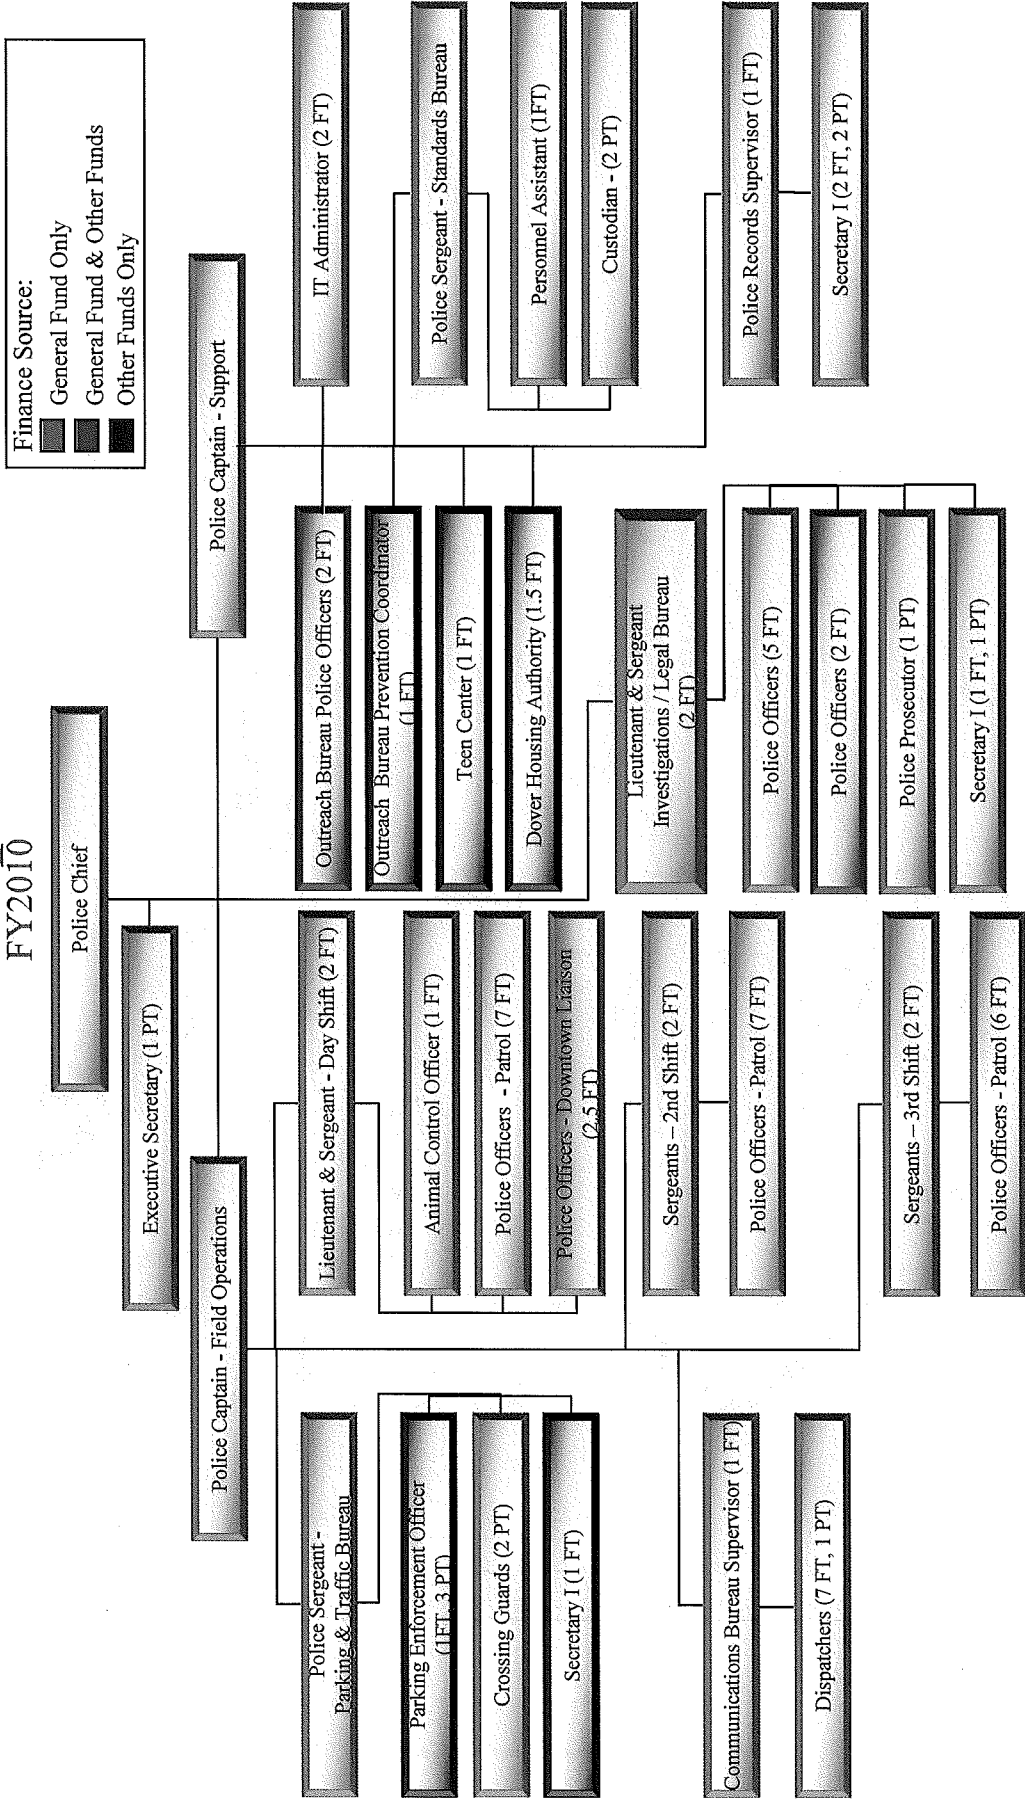 FY2010
Finance Source:
General Fund Only
General Fund & Other Funds
Other Funds Only
Police Chief
Executive Secretary (1 PT)
Police Captain - Field Operations
Police Captain - Support
Police Sergeant -
Parking & Traffic Bureau
Parking Enforcement Officer
(1FT, 3 PT)
Crossing Guards (2 PT)
Secretary I (1 FT)
Communications Bureau Supervisor (1 FT)
Dispatchers (7 FT, 1 PT)
Lieutenant & Sergeant - Day Shift (2 FT)
Animal Control Officer (1 FT)
Police Officers - Patrol (7 FT)
Police Officers - Downtown Liaison
(2.5 FT)
Sergeants – 2nd Shift (2 FT)
Police Officers - Patrol (7 FT)
Sergeants – 3rd Shift (2 FT)
Police Officers - Patrol (6 FT)
Outreach Bureau Police Officers (2 FT)
Outreach Bureau Prevention Coordinator
(1 FT)
Teen Center (1 FT)
Dover Housing Authority (1.5 FT)
Lieutenant & Sergeant
Investigations / Legal Bureau
(2 FT)
Police Officers (5 FT)
Police Officers (2 FT)
Police Prosecutor (1 PT)
Secretary I (1 FT, 1 PT)
IT Administrator (2 FT)
Police Sergeant - Standards Bureau
Personnel Assistant (1FT)
Custodian - (2 PT)
Police Records Supervisor (1 FT)
Secretary I (2 FT, 2 PT)